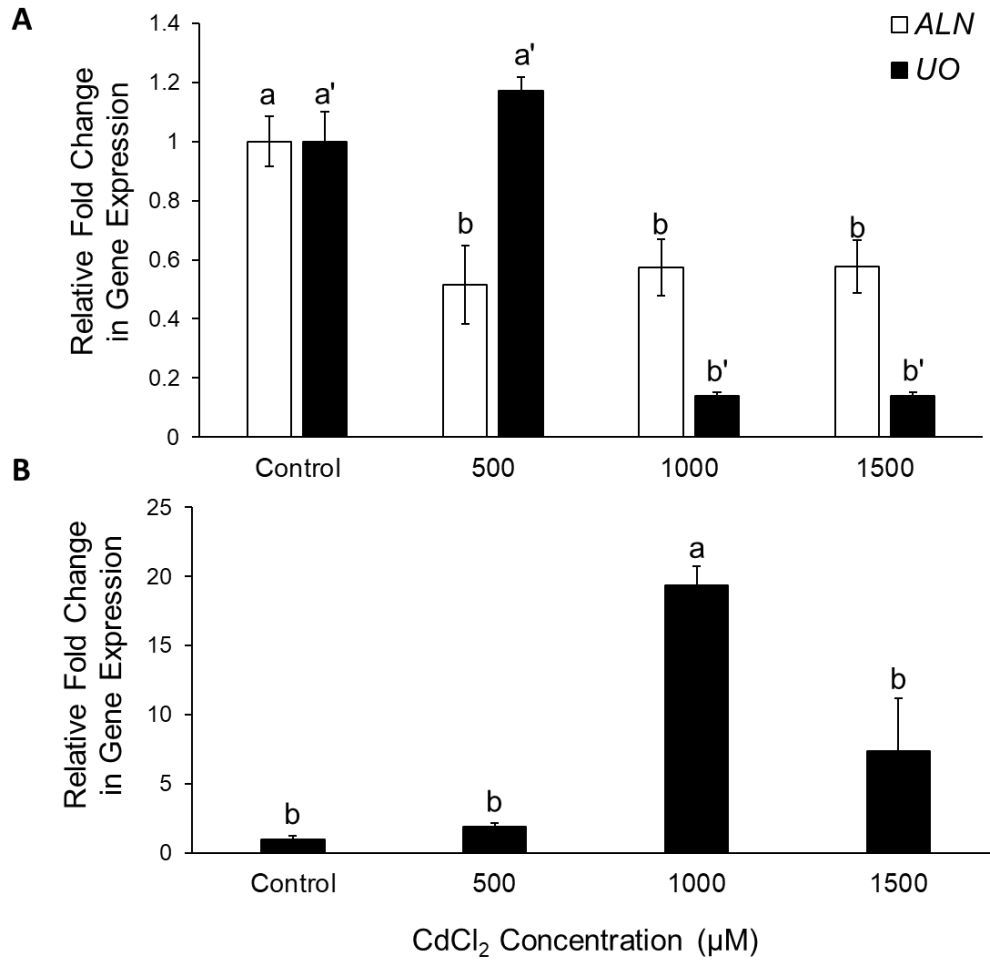 A
ALN
UO
Relative Fold Change
in Gene Expression
1.4
1.2
1
0.8
0.6
0.4
0.2
0
a a' b a' b b' b b'
Control 500 1000 1500
B
Relative Fold Change
in Gene Expression
25
20
15
10
5
0
b b a b
Control 500 1000 1500
CdCl₂ Concentration (µM)